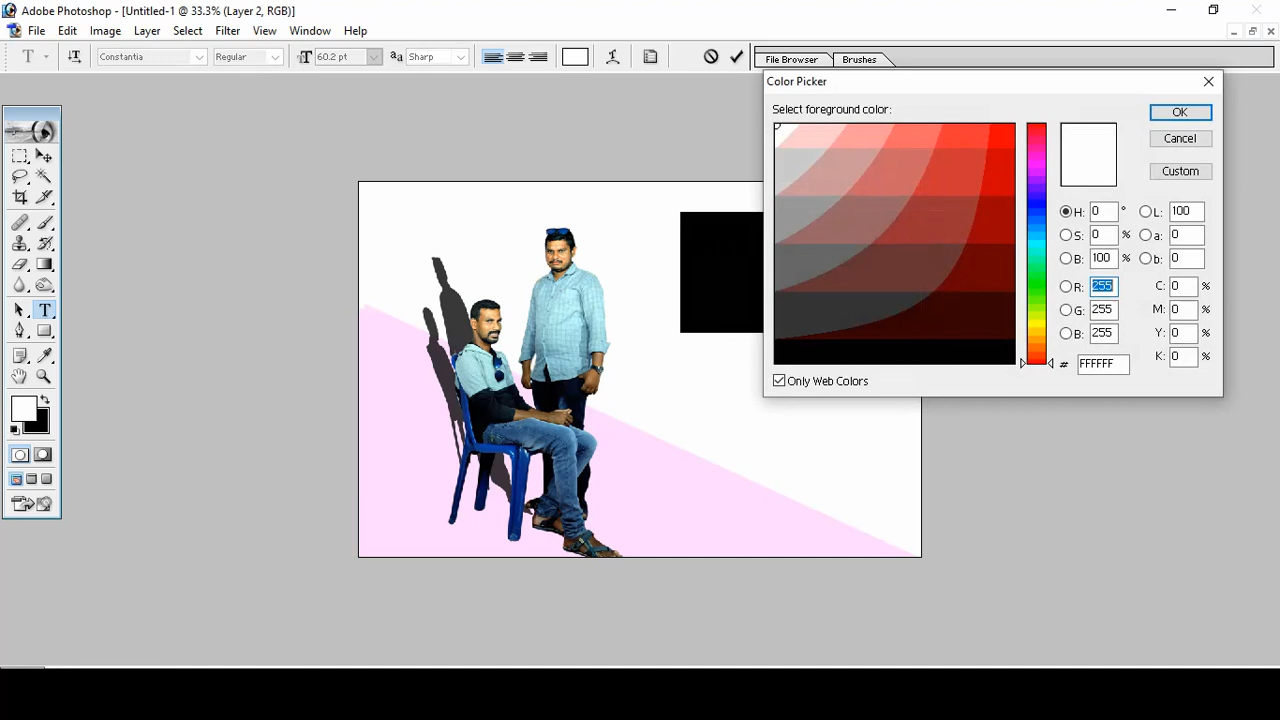 Adobe Photoshop - [Untitled-1 @ 33.3% (Layer 2, RGB)]
File Edit Image Layer Select Filter View Window Help
T Constantia Regular T 60.2 pt aa Sharp File Browser Brushes
Color Picker
Select foreground color:
OK
Cancel
Custom
H: 0 ° L: 100
S: 0 % a: 0
B: 100 % b: 0
R: 255 C: 0 %
G: 255 M: 0 %
B: 255 Y: 0 %
K: 0 %
# FFFFFF
Only Web Colors
T